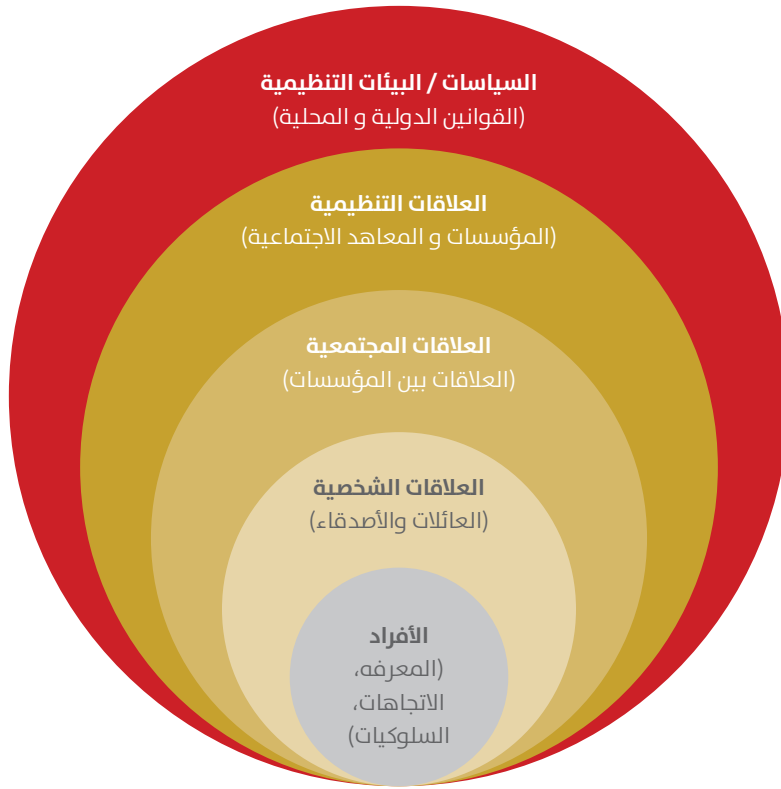 السياسات / البيئات التنظيمية
(القوانين الدولية و المحلية)
العلاقات التنظيمية
(المؤسسات و المعاهد الاجتماعية)
العلاقات المجتمعية
(العلاقات بين المؤسسات)
العلاقات الشخصية
(العائلات والأصدقاء)
الأفراد
(المعرفه،
الاتجاهات،
السلوكيات)